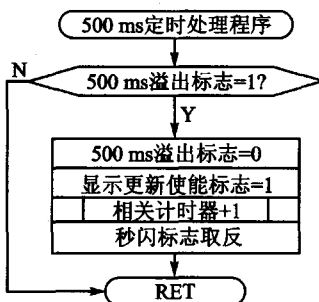 500 ms定时处理程序
N
500 ms溢出标志=1?
Y
500 ms溢出标志=0
显示更新使能标志=1
相关计时器+1
秒闪标志取反
RET